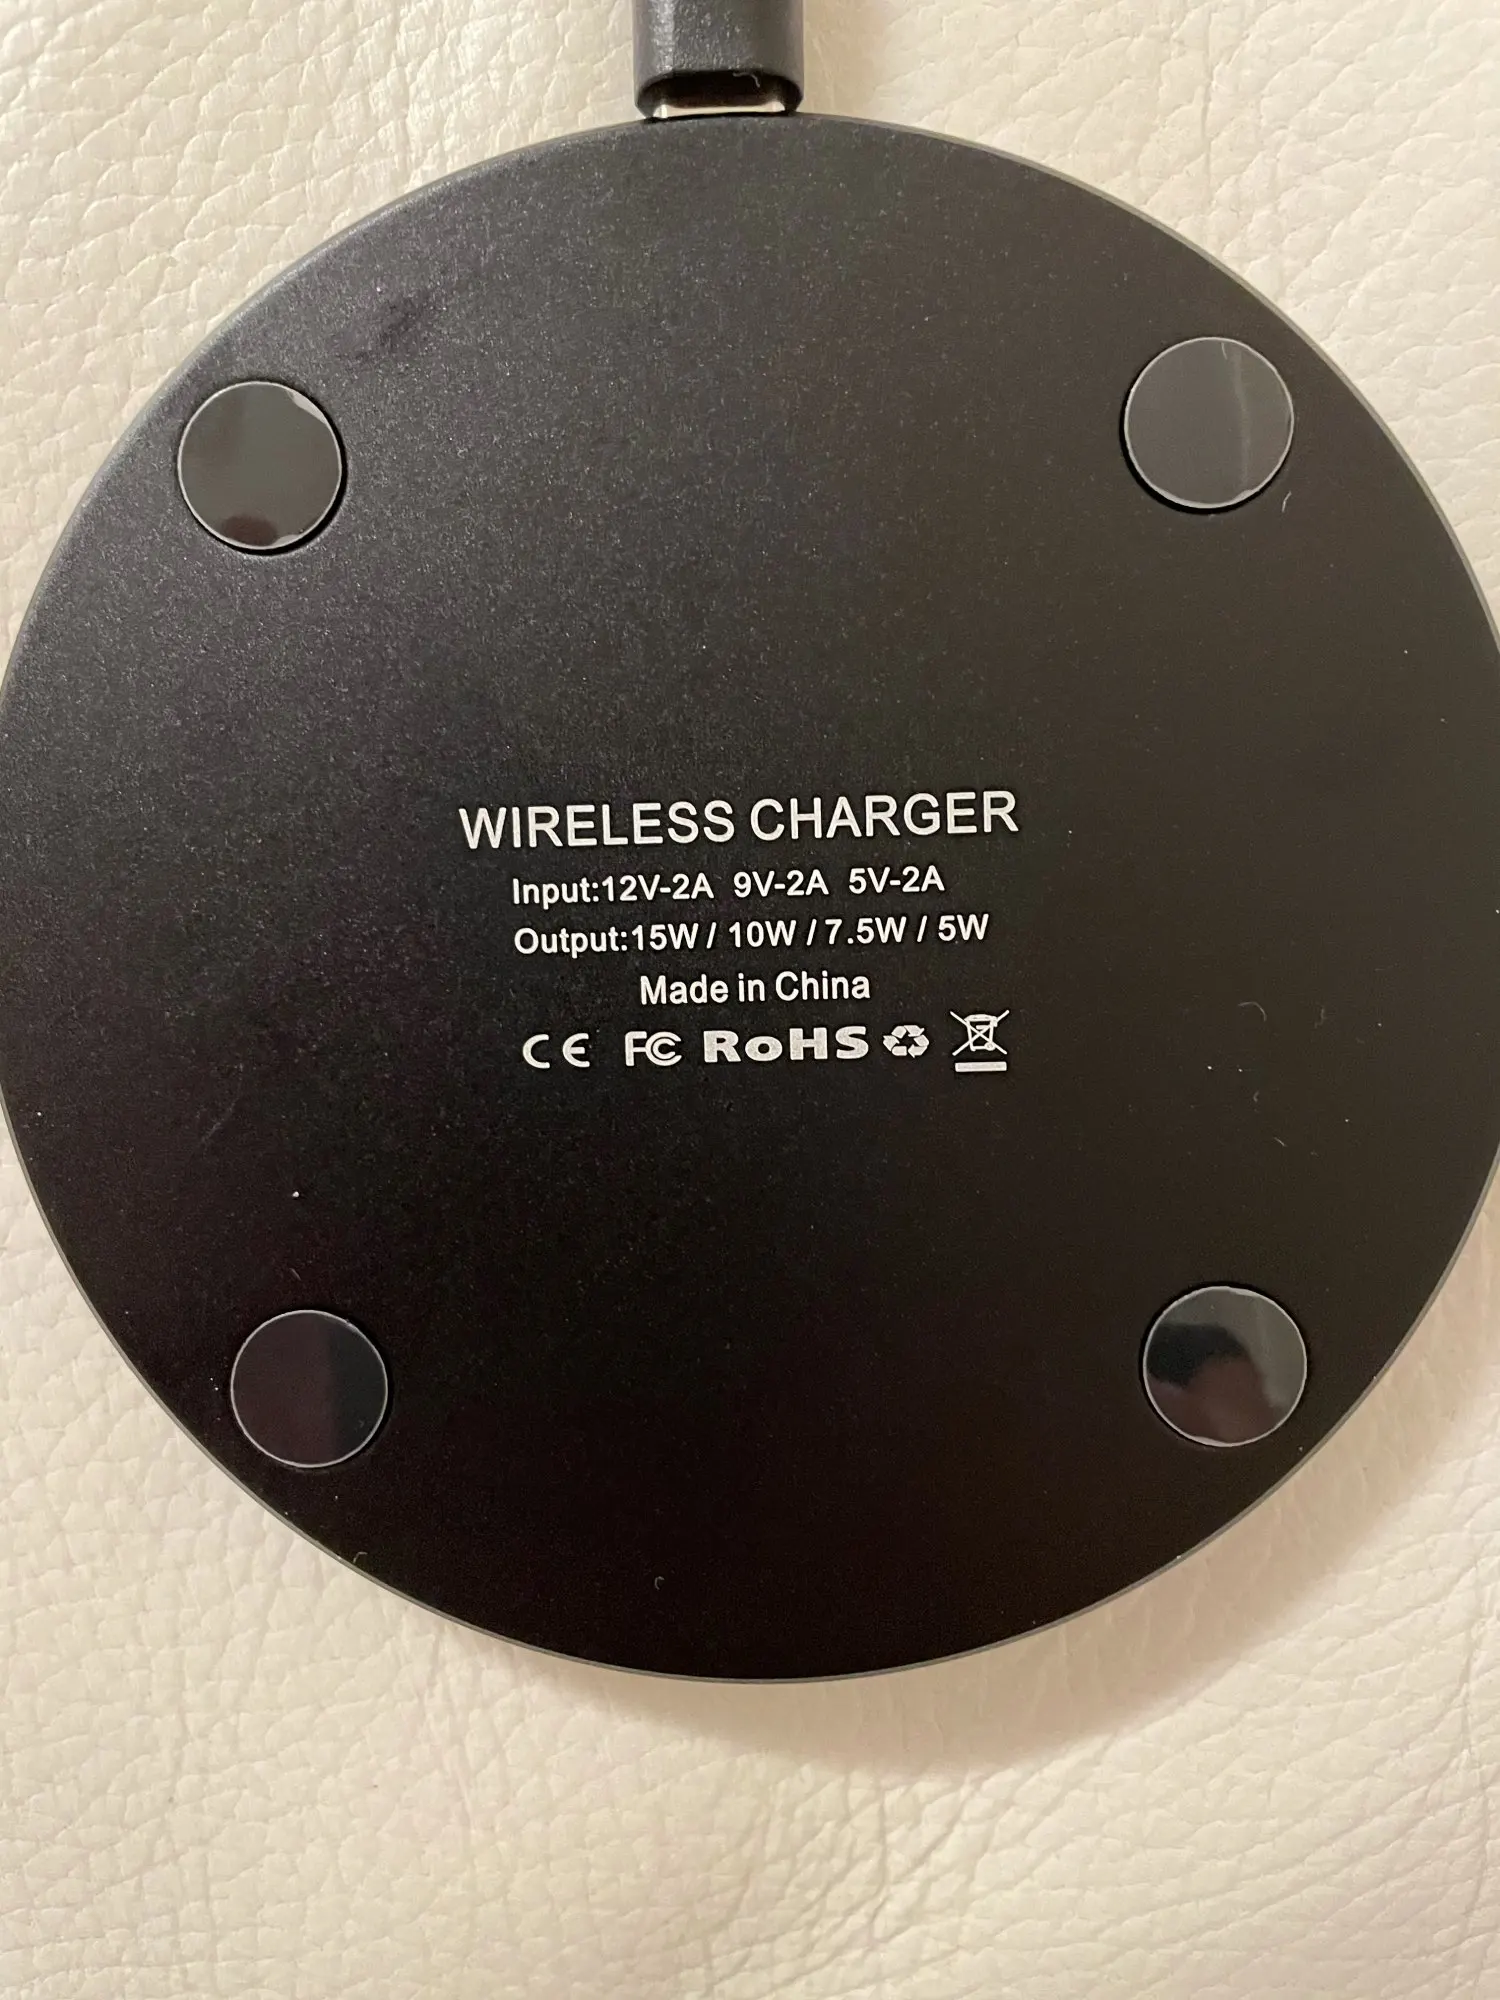 WIRELESS CHARGER
Input:12V-2A 9V-2A 5V-2A
Output:15W / 10W / 7.5W / 5W
Made in China
CE FC RoHS